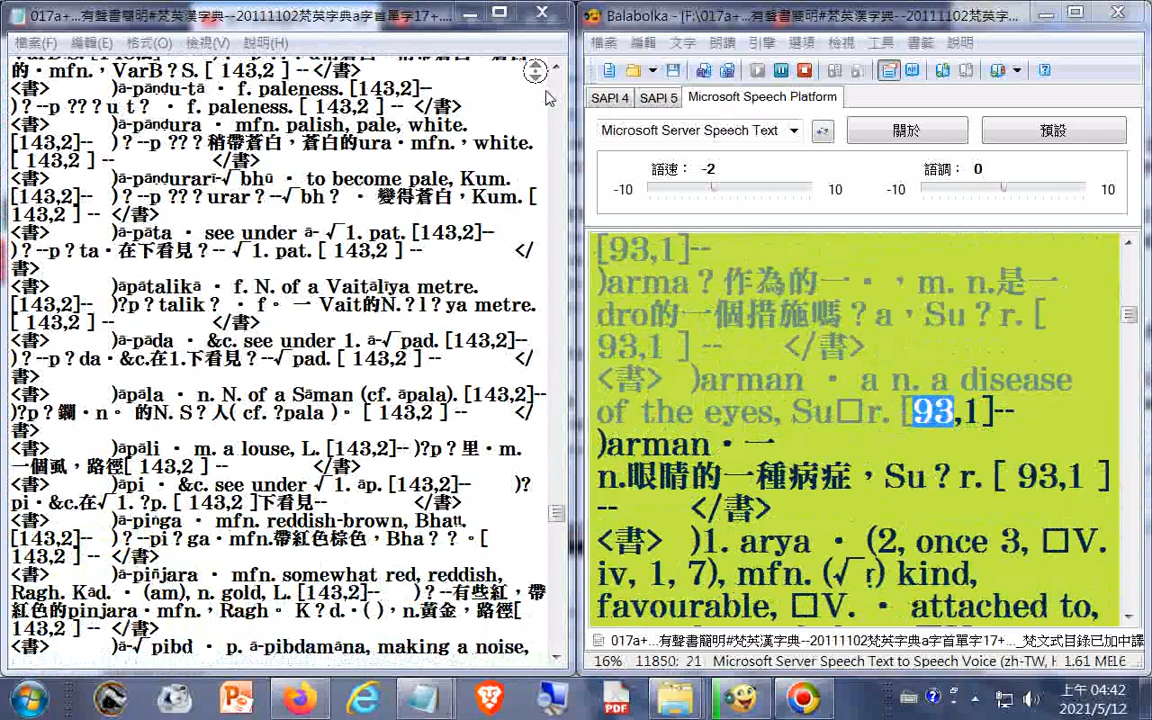 017a+...有聲書簡明#梵英漢字典--20111102梵英字典a字首單字17+...
檔案(F) 編輯(E) 格式(O) 檢視(V) 說明(H)
的‧mfn.，VarB？S. [ 143,2 ] --</書>
<書> )ā-pāṇḍu-tā ‧ f. paleness. [143,2]--
)？--p ???u t？ ‧ f. paleness. [ 143,2 ] </書>
<書> )ā-pāṇḍura ‧ mfn. palish, pale, white.
[143,2]-- )？--p ???稍帶蒼白，蒼白的ura‧mfn.，white.
[ 143,2 ] -- </書>
<書> )ā-pāṇḍurarī-√ bhū ‧ to become pale, Kum.
[143,2]-- )？--p ???urar？--√ bh？ ‧ 變得蒼白，Kum. [
143,2 ] -- </書>
<書> )ā-pāta ‧ see under ā- √ 1. pat. [143,2]--
)？--p？ta‧在下看見？-- √ 1. pat. [ 143,2 ] -- </
書>
<書> )āpātalikā ‧ f. N. of a Vaitālīya metre.
[143,2]-- )?p？talik？ ‧ f。一 Vait的N.？l？ya metre.
[ 143,2 ] -- </書>
<書> )ā-pāda ‧ &c. see under 1. ā-√ pad. [143,2]--
)？--p？da‧&c.在1.下看見？--√ pad. [ 143,2 ] -- </
書>
<書> )āpāla ‧ n. N. of a Sāman (cf. āpala). [143,2]--
)?p？鑭‧n。 的N. S？人( cf. ?pala )。[ 143,2 ] -- </
書>
<書> )āpāli ‧ m. a louse, L. [143,2]-- )?p？里‧m.
一個虱，路徑[ 143,2 ] -- </書>
<書> )āpi ‧ &c. see under √ 1. āp. [143,2]-- )?
pi‧&c.在√ 1. ?p. [ 143,2 ]下看見-- </書>
<書> )ā-piṅga ‧ mfn. reddish-brown,
[143,2]-- )？--pi？ga‧mfn.帶紅色棕色，Bha？？。[
143,2 ] -- </書>
<書> )ā-piñjara ‧ mfn. somewhat red, reddish,
Ragh. Kād. ‧ (am), n. gold, L. [143,2]-- )？--有些紅，帶
紅色的pinjara‧mfn.，Ragh。K？d.‧( )，n.黃金，路徑[
143,2 ] -- </書>
<書> )ā-√ pibd ‧ p. ā-pibdamāna, making a noise,
Balabolka - [F:\017a+...有聲書簡明#梵英漢字典--20111102梵英字...
檔案 編輯 文字 朗讀 引擎 選項 檢視 工具 書籤 說明
SAPI 4 SAPI 5 Microsoft Speech Platform
Microsoft Server Speech Text 關於 預設
語速: -2 語調: 0
-10 10 -10 10
[93,1]--
)arma？作為的一‧，m. n.是一
dro的一個措施嗎？a，Su？r. [
93,1 ] -- </書>
<書> )arman ‧ a n. a disease
of the eyes, Su□r. [93,1]--
)arman‧一
n.眼睛的一種病症，Su？r. [ 93,1 ]
-- </書>
<書> )1. arya ‧ (2, once 3, □V.
iv, 1, 7), mfn. (√ ṛ) kind,
favourable, □V. ‧ attached to,
017a+...有聲書簡明#梵英漢字典--20111102梵英字典a字首單字17+..._梵文式目錄已加中譯
16% 11850: 21 Microsoft Server Speech Text to Speech Voice (zh-TW, H 1.61 МБ
上午 04:42
2021/5/12